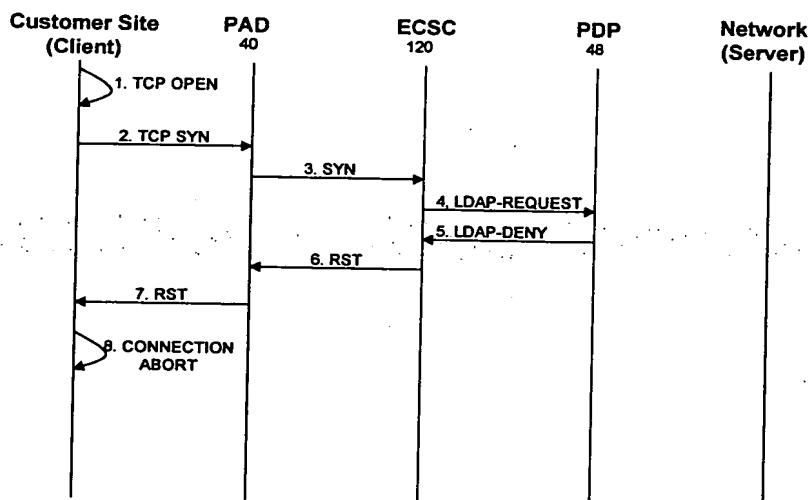 Customer Site
(Client)
PAD
40
ECSC
120
PDP
48
Network
(Server)
1. TCP OPEN
2. TCP SYN
3. SYN
4, LDAP-REQUEST
5. LDAP-DENY
6. RST
7. RST
8. CONNECTION
ABORT